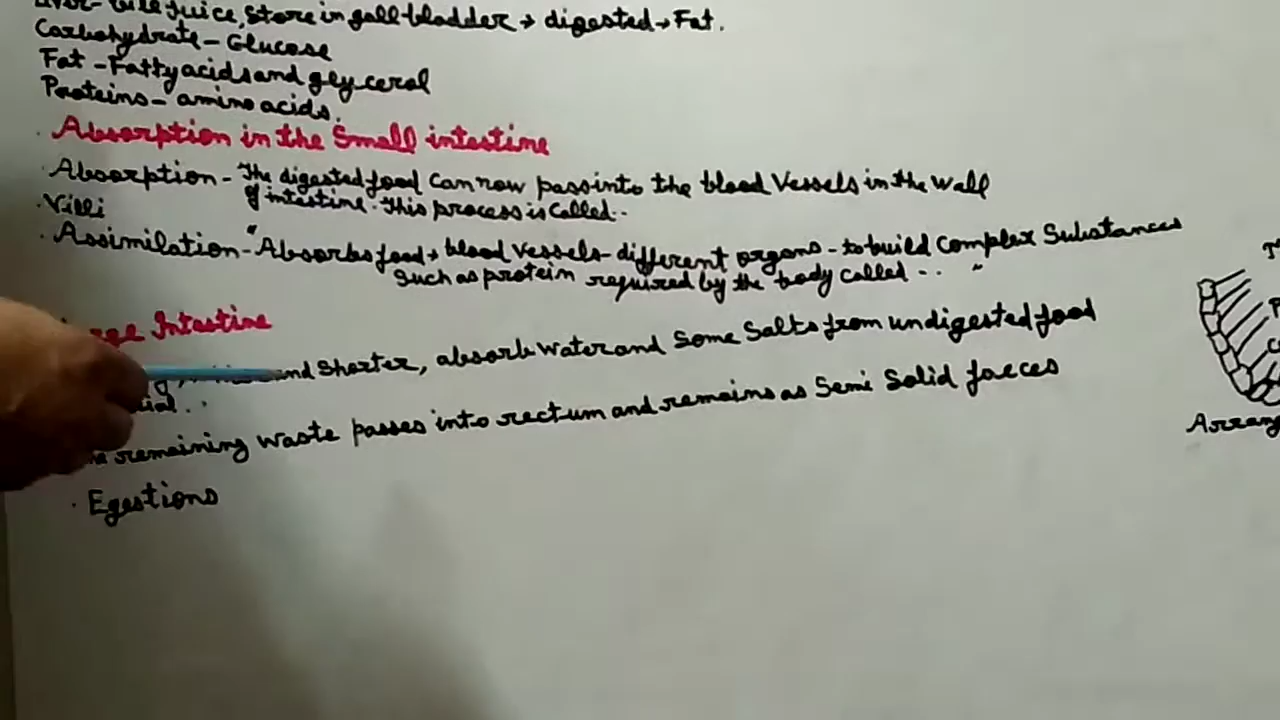 bile Juice, Store in gall bladder → digested → Fat.
Carbohydrate - Glucose
Fat - Fatty acids and glyceral
Proteins - amino acids.
Absorption in the Small intestine
Absorption - The digested food can now pass into the blood Vessels in the wall
of intestine. This process is called..
Villi
Assimilation - "Absorbs food → blood Vessels - different organs - to build Complex Substances
Such as protein required by the body called .. "
Intestine
and Shorter, absorb Water and Some Salts from undigested food
remaining waste passes into rectum and remains as Semi Solid faeces
Egestions